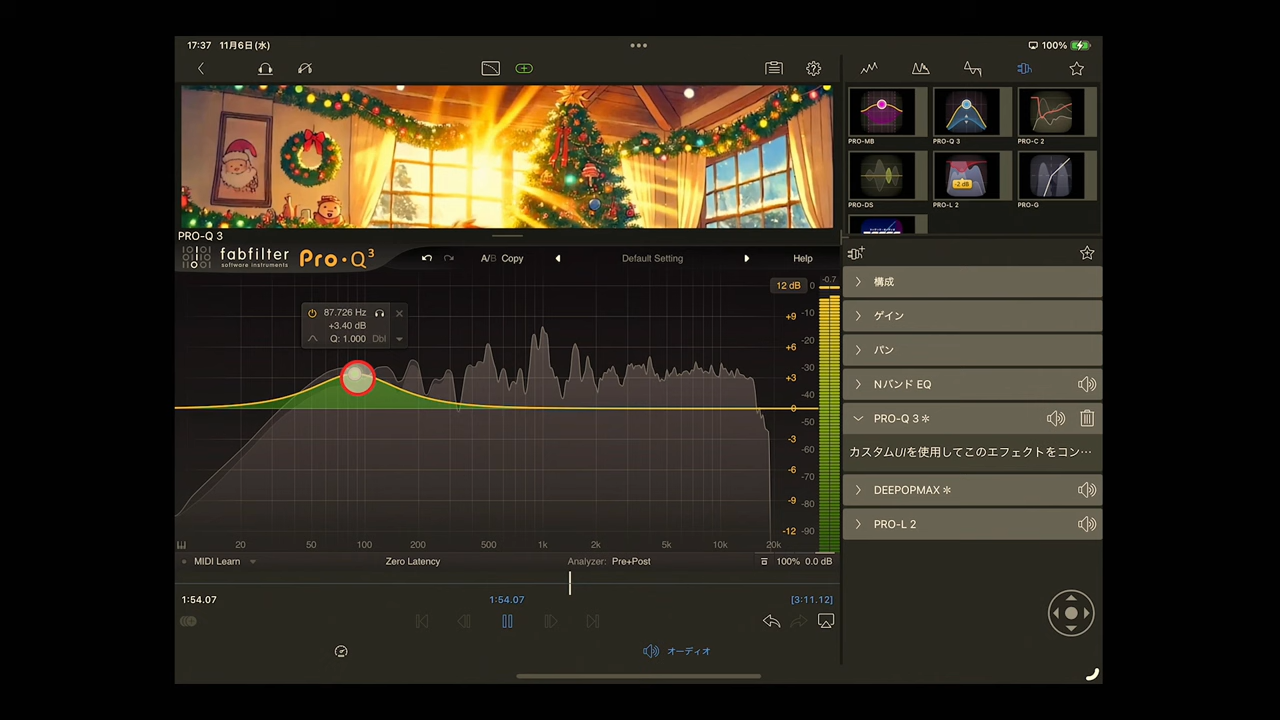 17:37 11月6日(水)
100%
PRO-MB
PRO-Q 3
PRO-C 2
-2 dB
PRO-DS
PRO-L 2
PRO-G
PRO-Q 3
fabfilter
software instruments
Pro·Q³
A/B Copy
Default Setting
Help
87.726 Hz
+3.40 dB
Q: 1.000 Dbl
12 dB
0
-0.7
+9
+6
+3
0
-3
-6
-9
-12
-10
-20
-30
-40
-50
-60
-70
-80
-90
20
50
100
200
500
1k
2k
5k
10k
20k
MIDI Learn
Zero Latency
Analyzer: Pre+Post
100% 0.0 dB
1:54.07
1:54.07
[3:11.12]
オーディオ
構成
ゲイン
パン
Nバンド EQ
PRO-Q 3＊
カスタムUIを使用してこのエフェクトをコン…
DEEPOPMAX＊
PRO-L 2